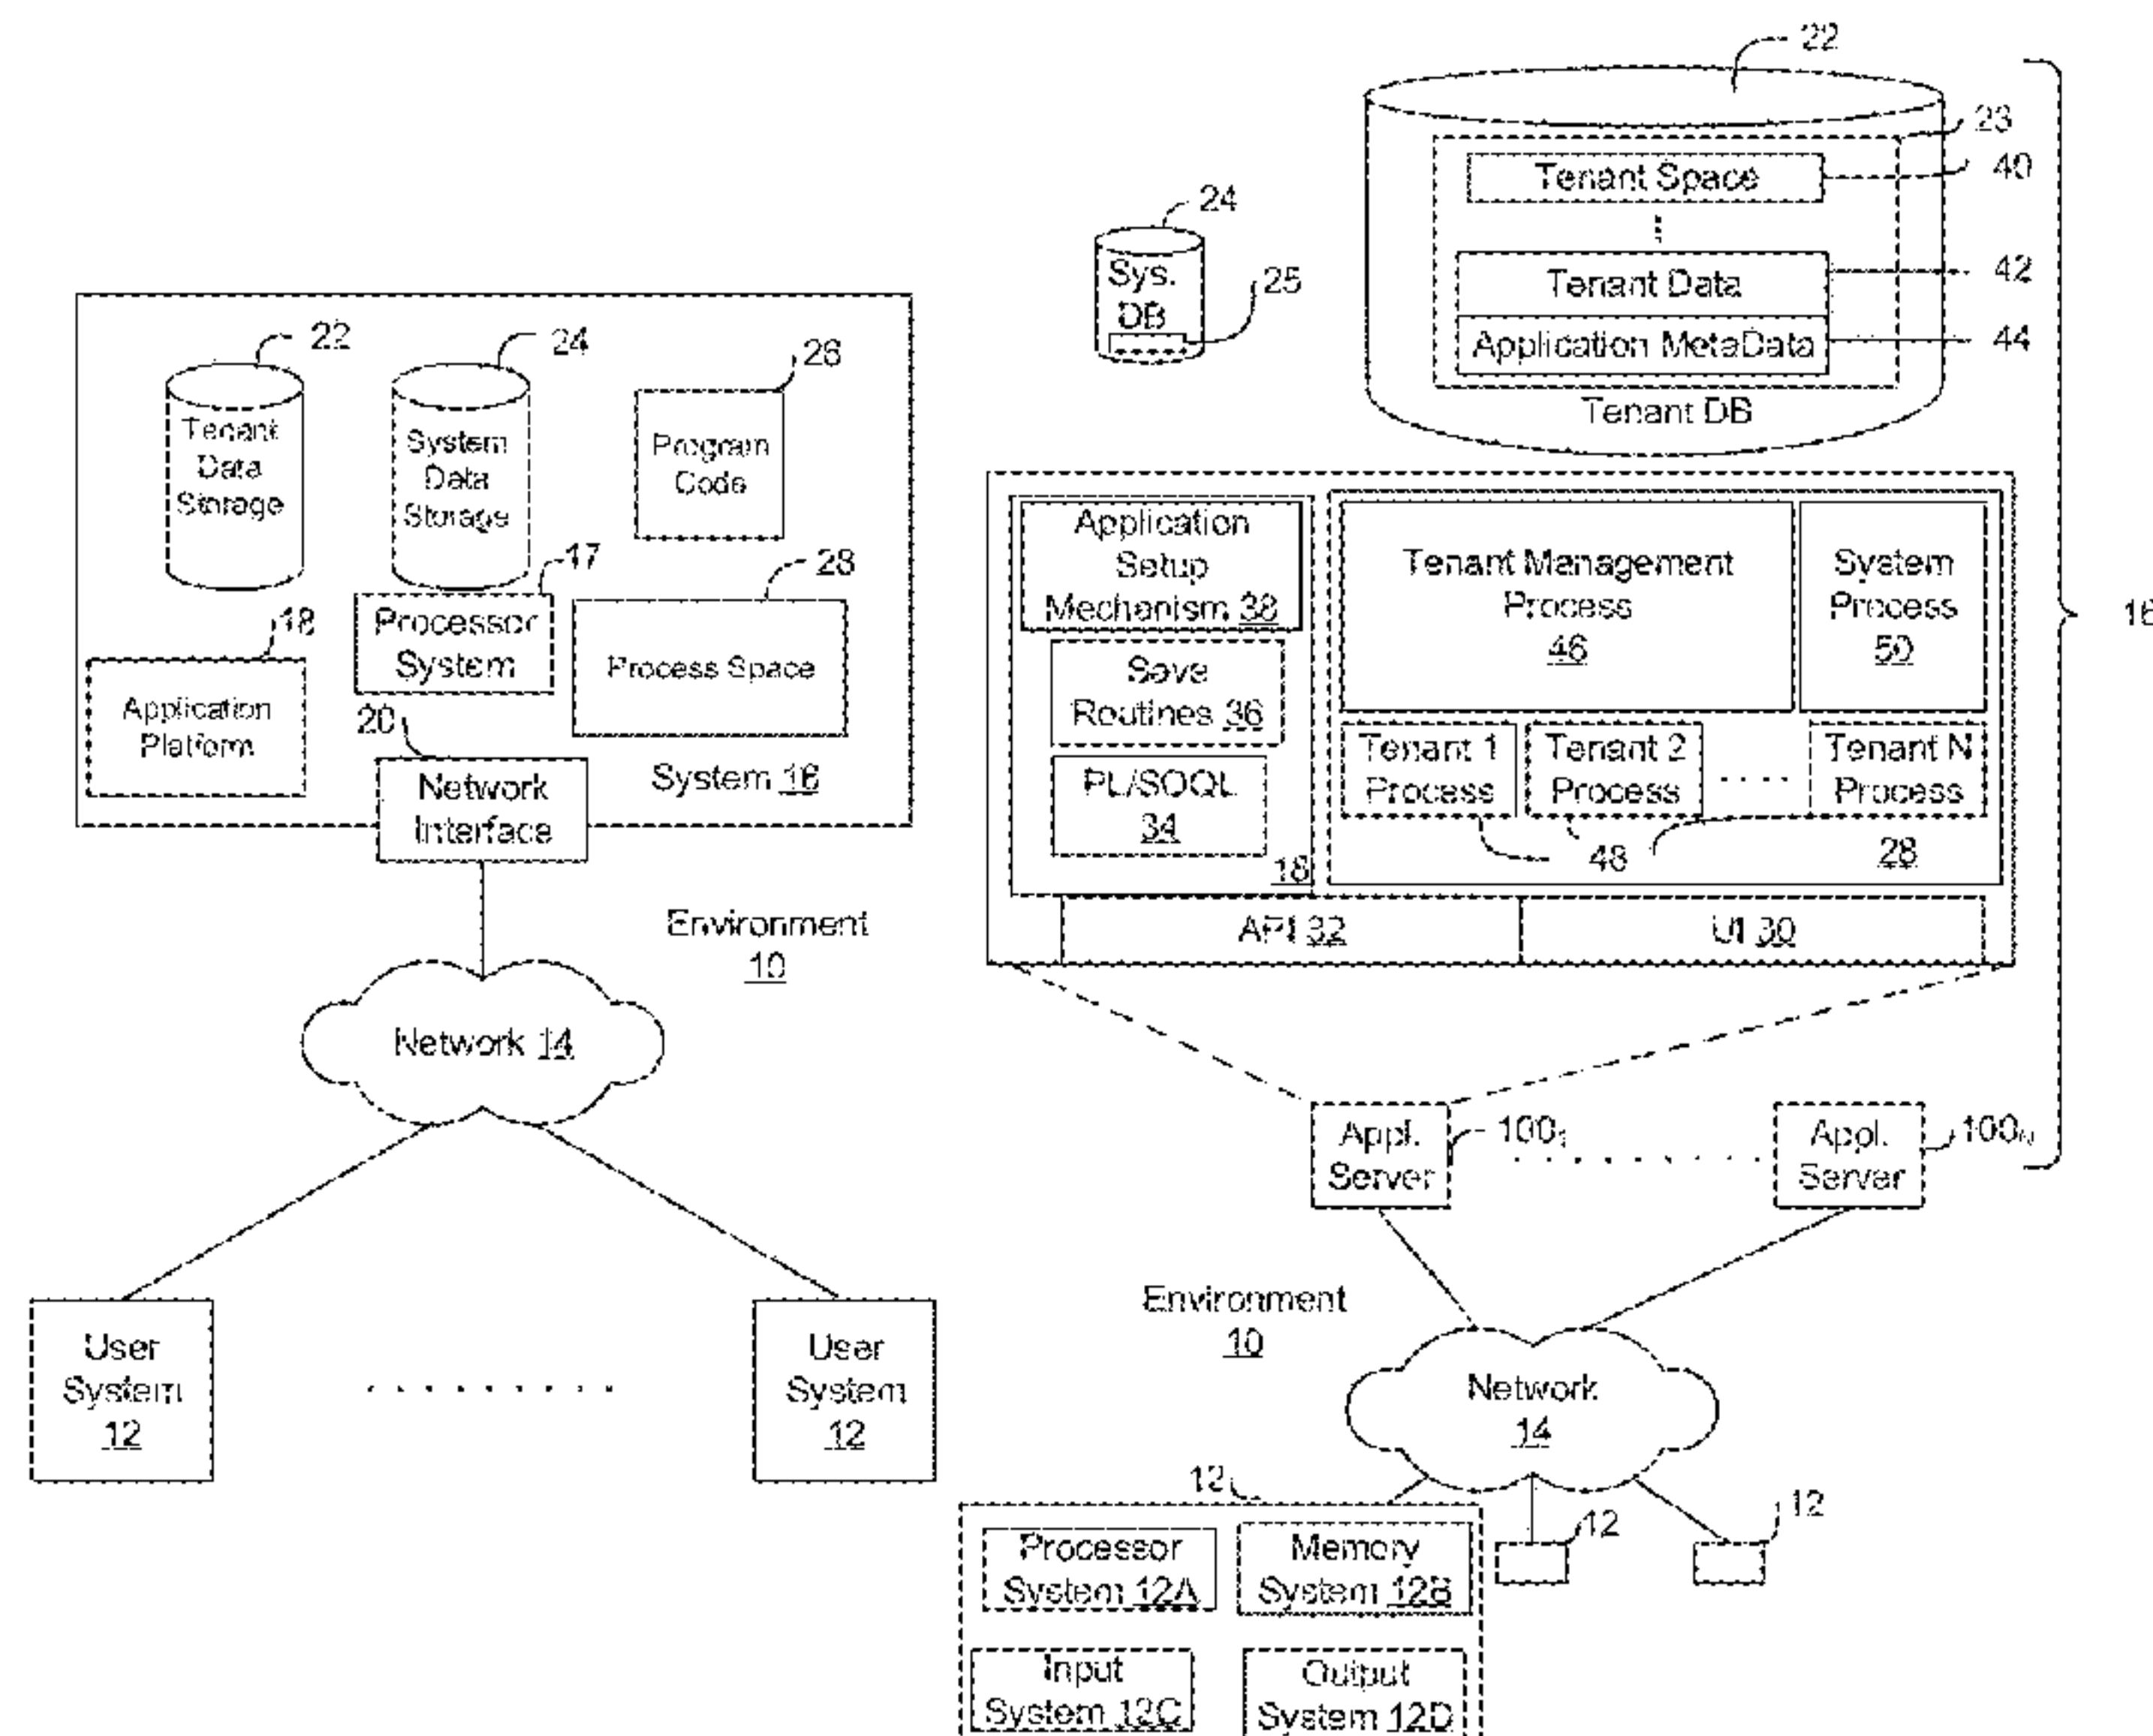 22
24
26
Tenant
Data
Storage
System
Data
Storage
Program
Code
17
28
18
Processor
System
Process Space
Application
Platform
20
Network
Interface
System 16
Environment
10
Network 14
User
System
12
User
System
12
22
23
Tenant Space
40
24
Sys.
DB
25
Tenant Data
42
Application MetaData
44
Tenant DB
Application
Setup
Mechanism 38
Tenant Management
Process
46
System
Process
50
16
Save
Routines 36
Tenant 1
Process
Tenant 2
Process
Tenant N
Process
PL/SOQL
34
48
28
18
API 32
UI 30
Appl.
Server
100₁
Appl.
Server
100N
Environment
10
Network
14
12
12
12
Processor
System 12A
Memory
System 12B
Input
System 12C
Output
System 12D